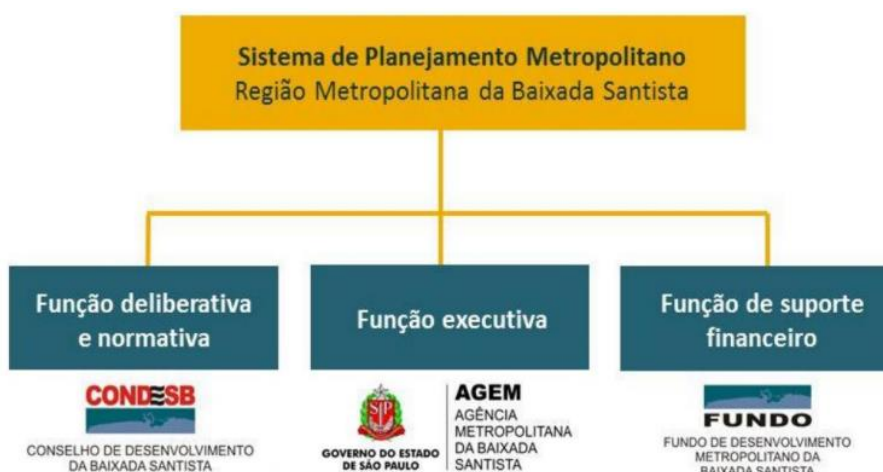 Sistema de Planejamento Metropolitano
Região Metropolitana da Baixada Santista
Função deliberativa
e normativa
Função executiva
Função de suporte
financeiro
CONDESB
CONSELHO DE DESENVOLVIMENTO
DA BAIXADA SANTISTA
SP
GOVERNO DO ESTADO
DE SÃO PAULO
AGEM
AGÊNCIA
METROPOLITANA
DA BAIXADA
SANTISTA
FUNDO
FUNDO DE DESENVOLVIMENTO
METROPOLITANO DA
BAIXADA SANTISTA